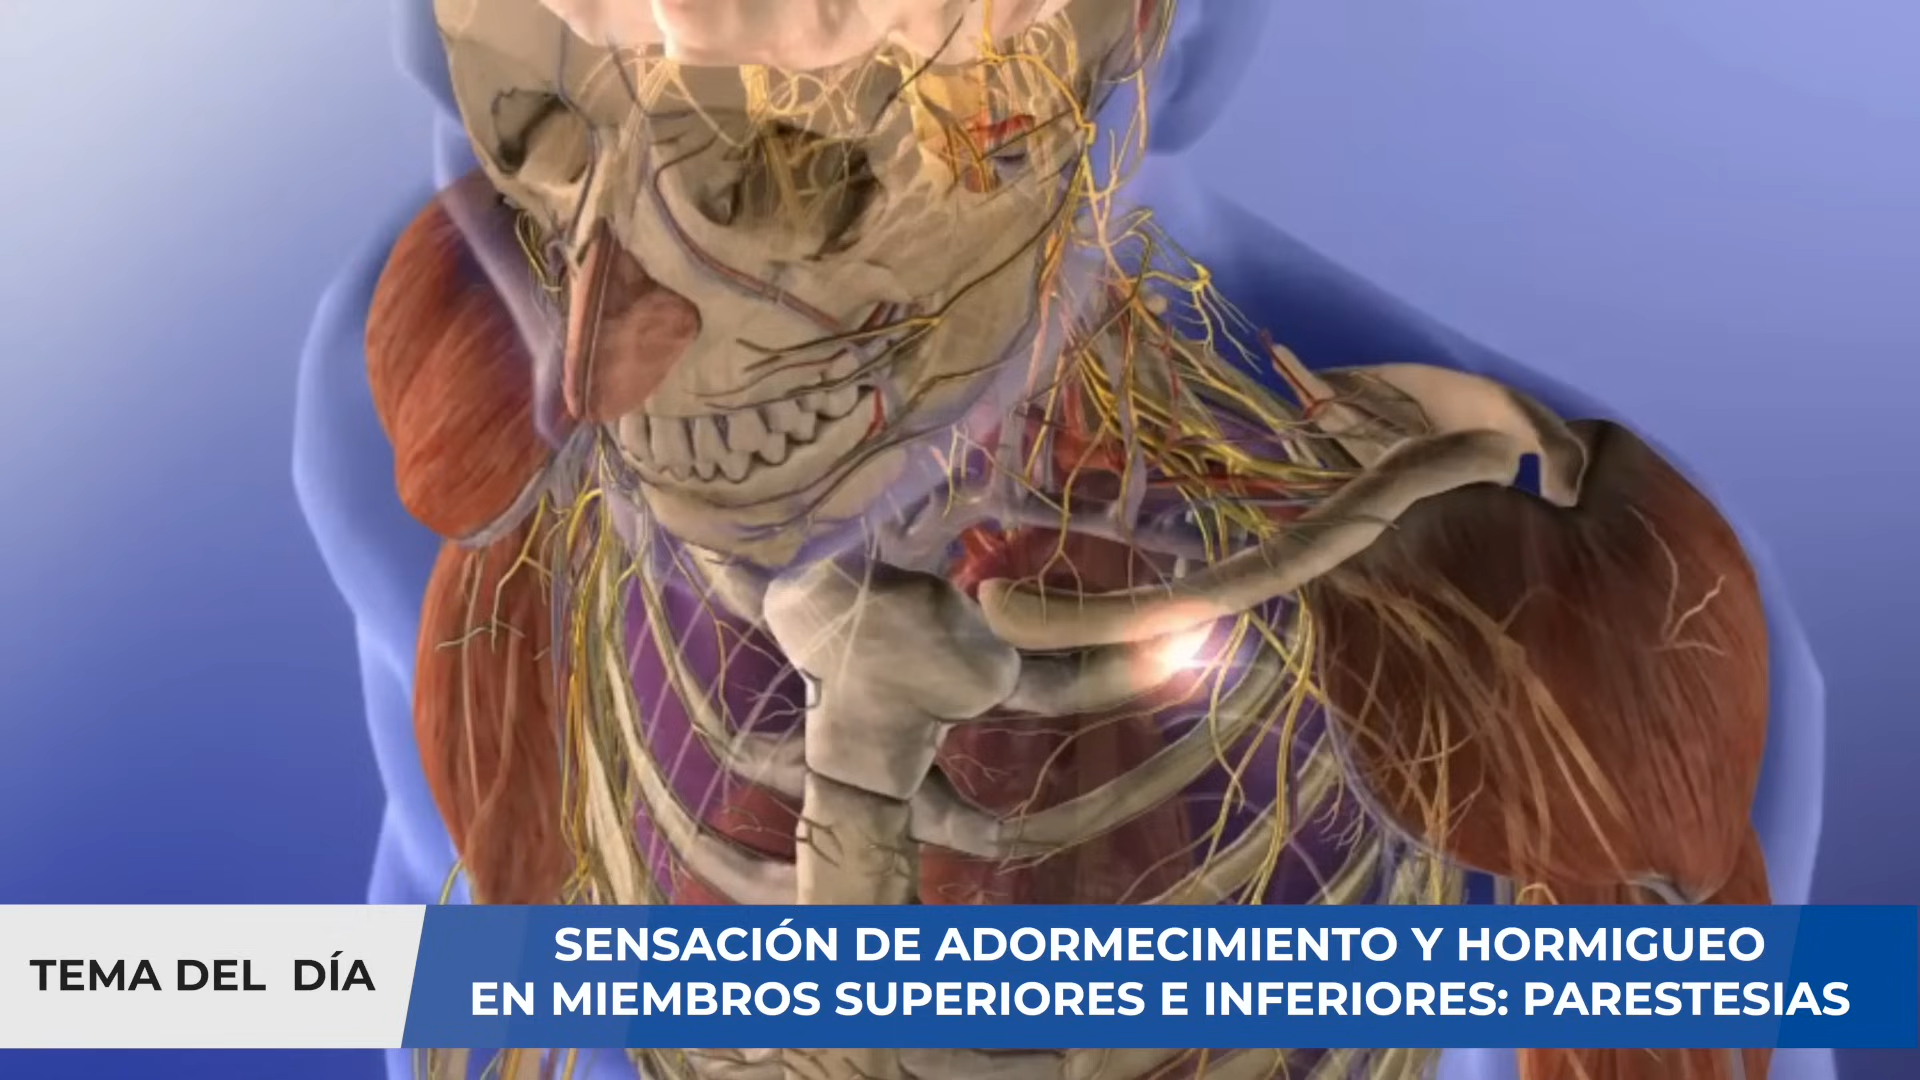 TEMA DEL DÍA
SENSACIÓN DE ADORMECIMIENTO Y HORMIGUEO
EN MIEMBROS SUPERIORES E INFERIORES: PARESTESIAS